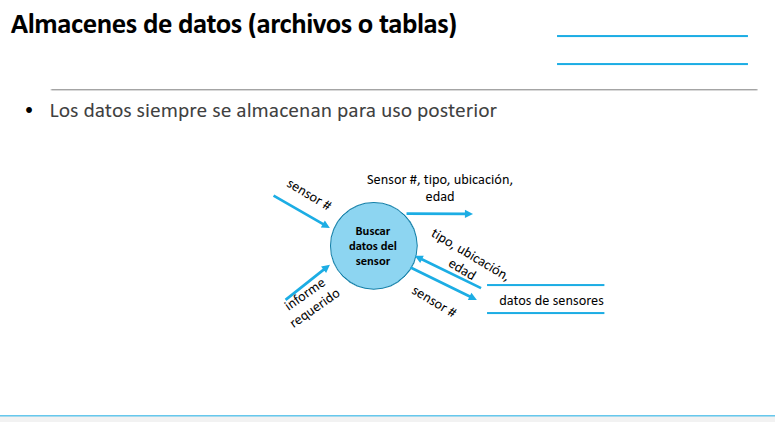 Almacenes de datos (archivos o tablas)
• Los datos siempre se almacenan para uso posterior
sensor #
Sensor #, tipo, ubicación,
edad
Buscar
datos del
sensor
tipo, ubicación,
edad
informe
requerido
sensor #
datos de sensores